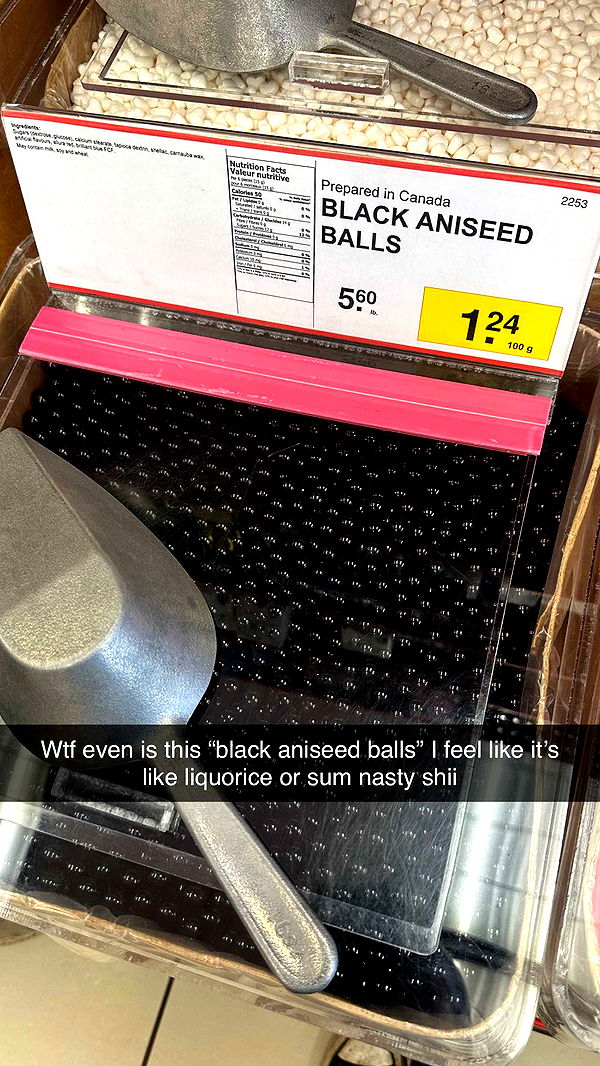 Ingredients:
Sugars (dextrose, glucose), calcium stearate, tapioca dextrin, shellac, carnauba wax,
artificial flavours, allura red, brilliant blue FCF.
May contain milk, soy and wheat.
Nutrition Facts
Valeur nutritive
Calories 50
Prepared in Canada
2253
BLACK ANISEED
BALLS
5.60 lb.
1.24
100 g
Wtf even is this “black aniseed balls” I feel like it’s
like liquorice or sum nasty shii